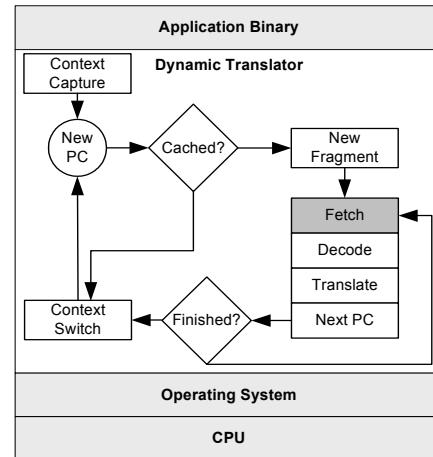 Application Binary
Dynamic Translator
Context
Capture
New
PC
Cached?
New
Fragment
Fetch
Decode
Translate
Next PC
Context
Switch
Finished?
Operating System
CPU